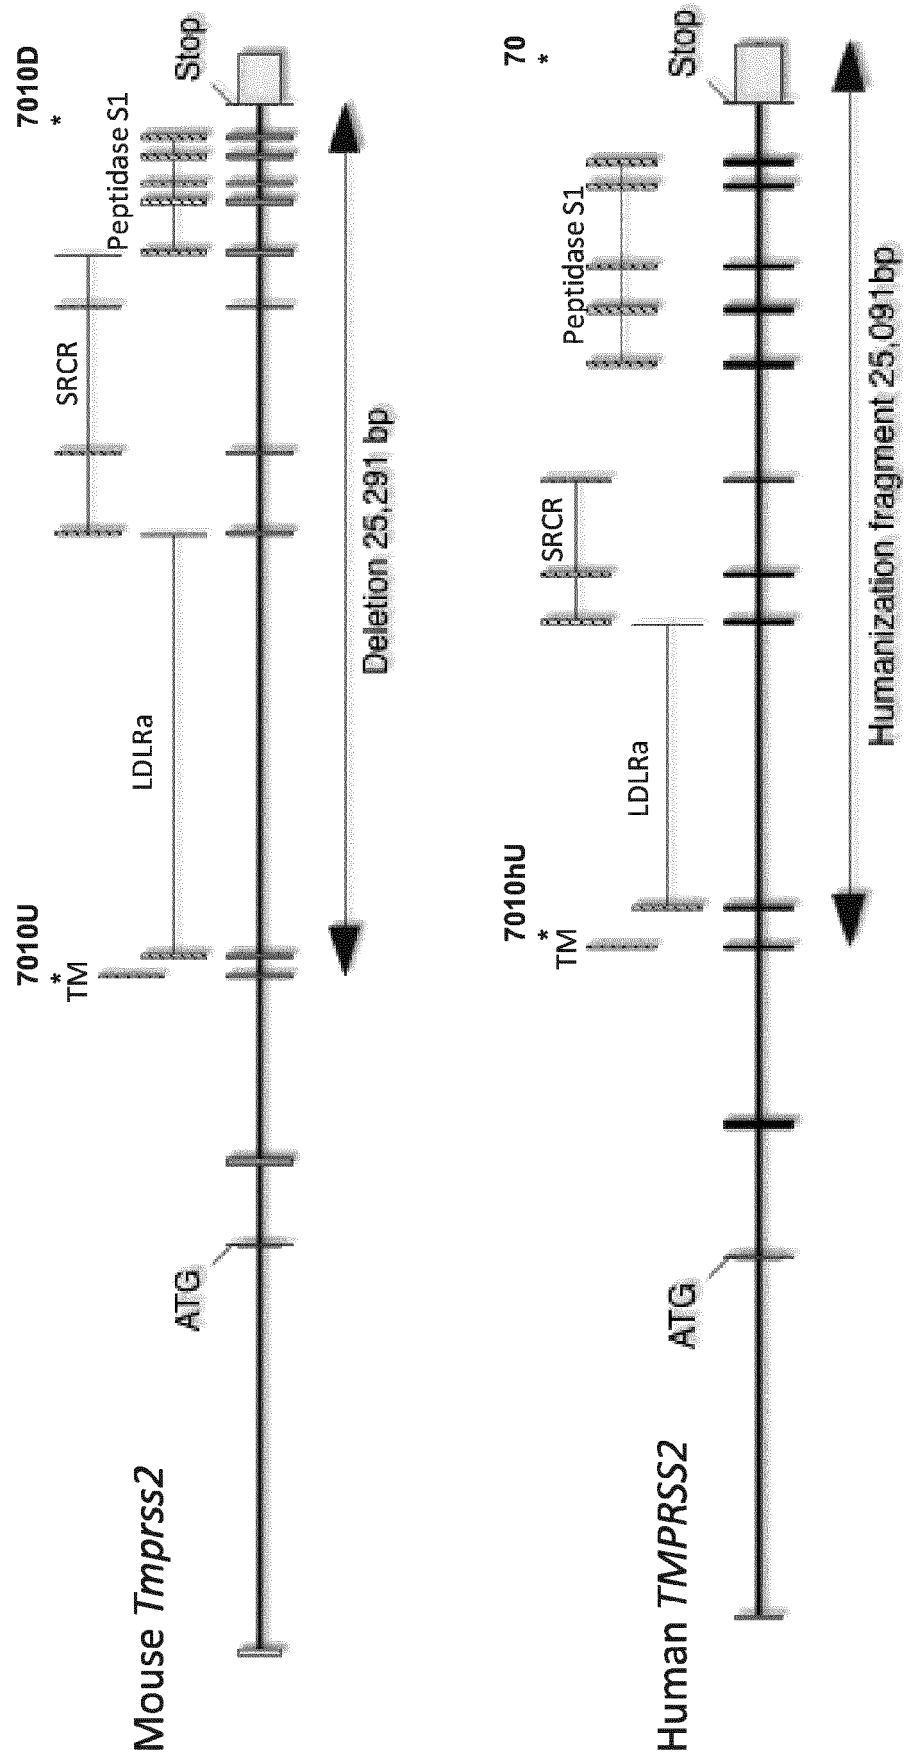 Mouse Tmprss2
7010U
*
TM
7010D
*
LDLRa
SRCR
Peptidase S1
ATG
Stop
Deletion 25,291 bp
Human TMPRSS2
7010hU
*
TM
70
*
LDLRa
SRCR
Peptidase S1
ATG
Stop
Humanization fragment 25,091bp